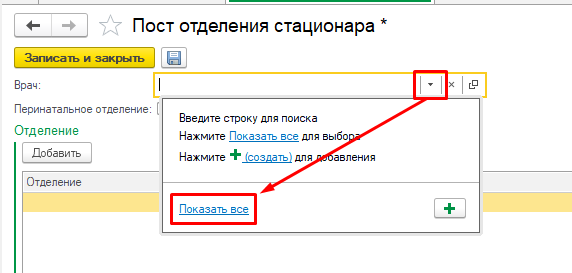 Пост отделения стационара *
Записать и закрыть
Врач:
Перинатальное отделение:
Введите строку для поиска
Нажмите Показать все для выбора
Нажмите + (создать) для добавления
Показать все
Отделение
Добавить
Отделение